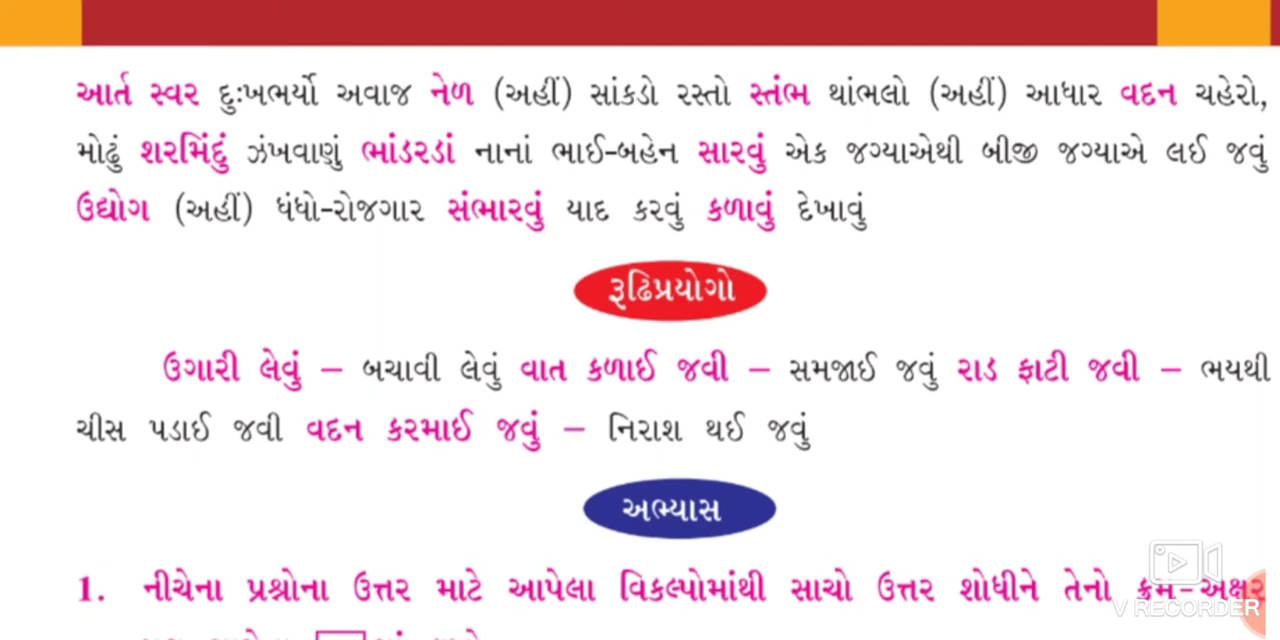 આર્ત સ્વર દુઃખભર્યો અવાજ નેળ (અહીં) સાંકડો રસ્તો સ્તંભ થાંભલો (અહીં) આધાર વદન ચહેરો,
મોઢું શરમિંદું ઝંખવાણું ભાંડરડાં નાનાં ભાઈ-બહેન સારવું એક જગ્યાએથી બીજી જગ્યાએ લઈ જવું
ઉદ્યોગ (અહીં) ધંધો-રોજગાર સંભારવું યાદ કરવું કળાવું દેખાવું
રૂઢિપ્રયોગો
ઉગારી લેવું – બચાવી લેવું વાત કળાઈ જવી – સમજાઈ જવું રાડ ફાટી જવી – ભયથી
ચીસ પડાઈ જવી વદન કરમાઈ જવું – નિરાશ થઈ જવું
અભ્યાસ
1. નીચેના પ્રશ્નોના ઉત્તર માટે આપેલા વિકલ્પોમાંથી સાચો ઉત્તર શોધીને તેનો ક્રમ-અક્ષર
V RECORDER